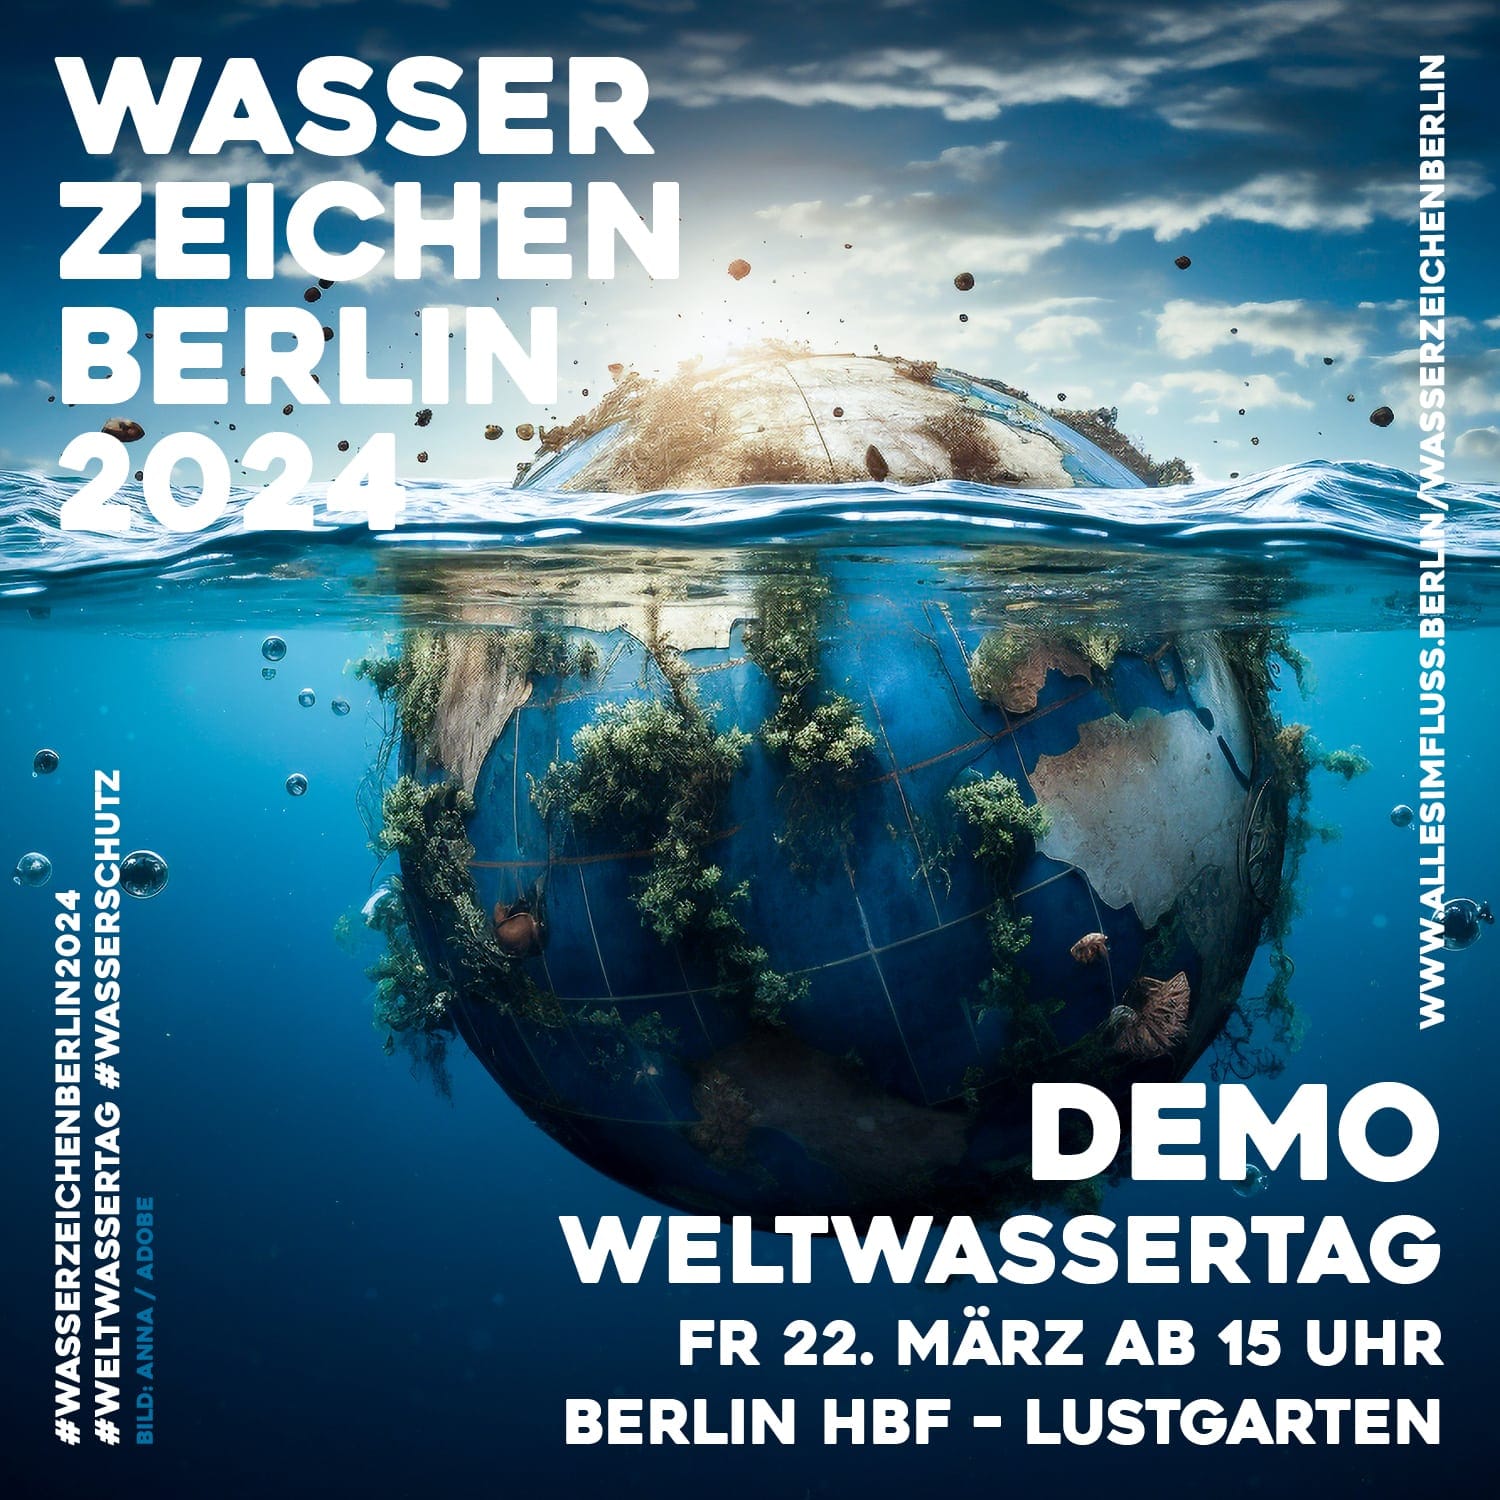 WASSER
ZEICHEN
BERLIN
2024
WWW.ALLESIMFLUSS.BERLIN/WASSERZEICHENBERLIN
#WASSERZEICHENBERLIN2024
#WELTWASSERTAG #WASSERSCHUTZ
BILD: ANNA / ADOBE
DEMO
WELTWASSERTAG
FR 22. MÄRZ AB 15 UHR
BERLIN HBF – LUSTGARTEN